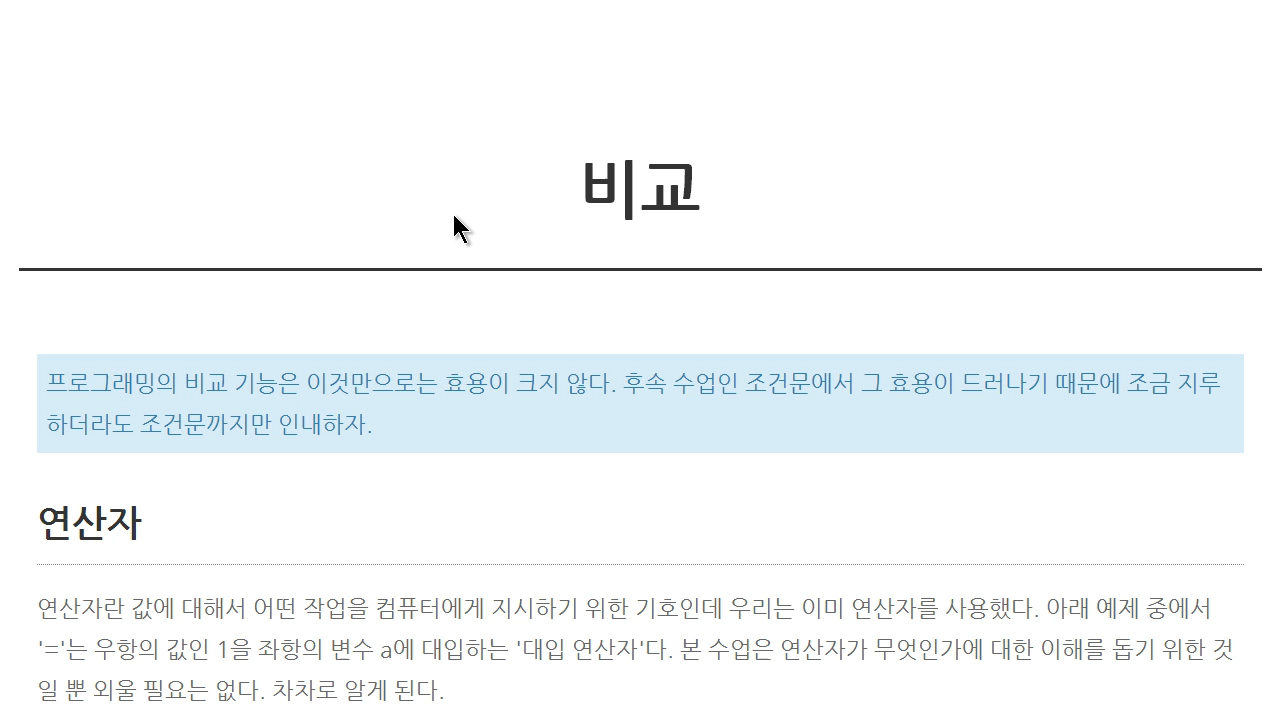 비교
프로그래밍의 비교 기능은 이것만으로는 효용이 크지 않다. 후속 수업인 조건문에서 그 효용이 드러나기 때문에 조금 지루
하더라도 조건문까지만 인내하자.
연산자
연산자란 값에 대해서 어떤 작업을 컴퓨터에게 지시하기 위한 기호인데 우리는 이미 연산자를 사용했다. 아래 예제 중에서
'='는 우항의 값인 1을 좌항의 변수 a에 대입하는 '대입 연산자'다. 본 수업은 연산자가 무엇인가에 대한 이해를 돕기 위한 것
일 뿐 외울 필요는 없다. 차차로 알게 된다.